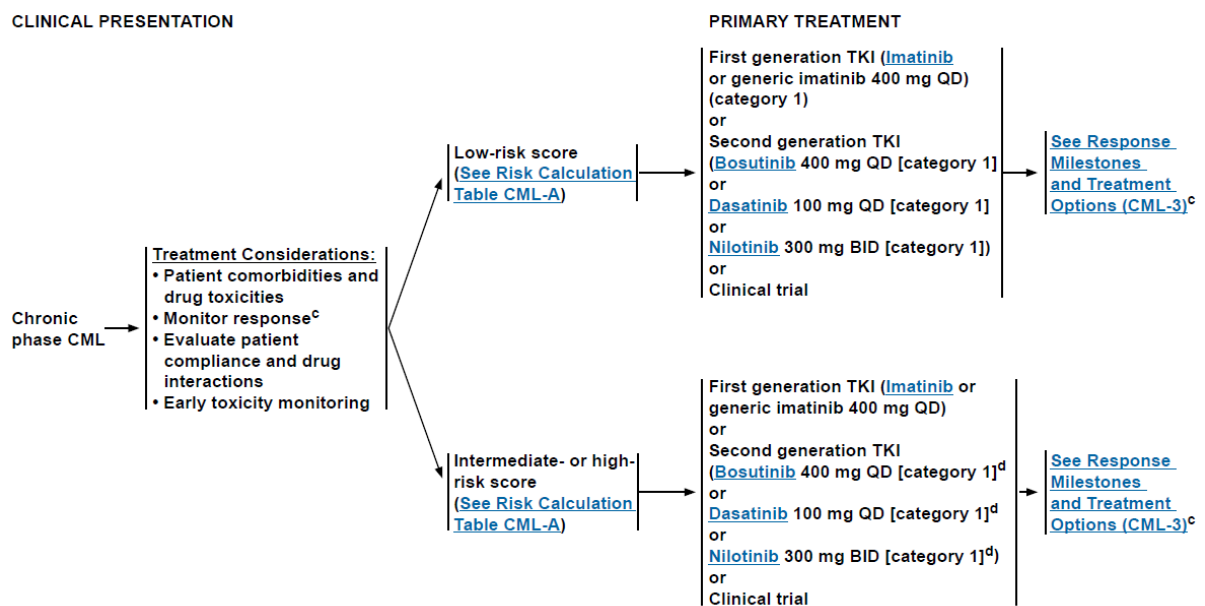 CLINICAL PRESENTATION
PRIMARY TREATMENT
Chronic
phase CML
Treatment Considerations:
• Patient comorbidities and
drug toxicities
• Monitor responseᶜ
• Evaluate patient
compliance and drug
interactions
• Early toxicity monitoring
Low-risk score
(See Risk Calculation
Table CML-A)
First generation TKI (Imatinib
or generic imatinib 400 mg QD)
(category 1)
or
Second generation TKI
(Bosutinib 400 mg QD [category 1]
or
Dasatinib 100 mg QD [category 1]
or
Nilotinib 300 mg BID [category 1])
or
Clinical trial
See Response
Milestones
and Treatment
Options (CML-3)ᶜ
Intermediate- or high-
risk score
(See Risk Calculation
Table CML-A)
First generation TKI (Imatinib or
generic imatinib 400 mg QD)
or
Second generation TKI
(Bosutinib 400 mg QD [category 1]ᵈ
or
Dasatinib 100 mg QD [category 1]ᵈ
or
Nilotinib 300 mg BID [category 1]ᵈ)
or
Clinical trial
See Response
Milestones
and Treatment
Options (CML-3)ᶜ